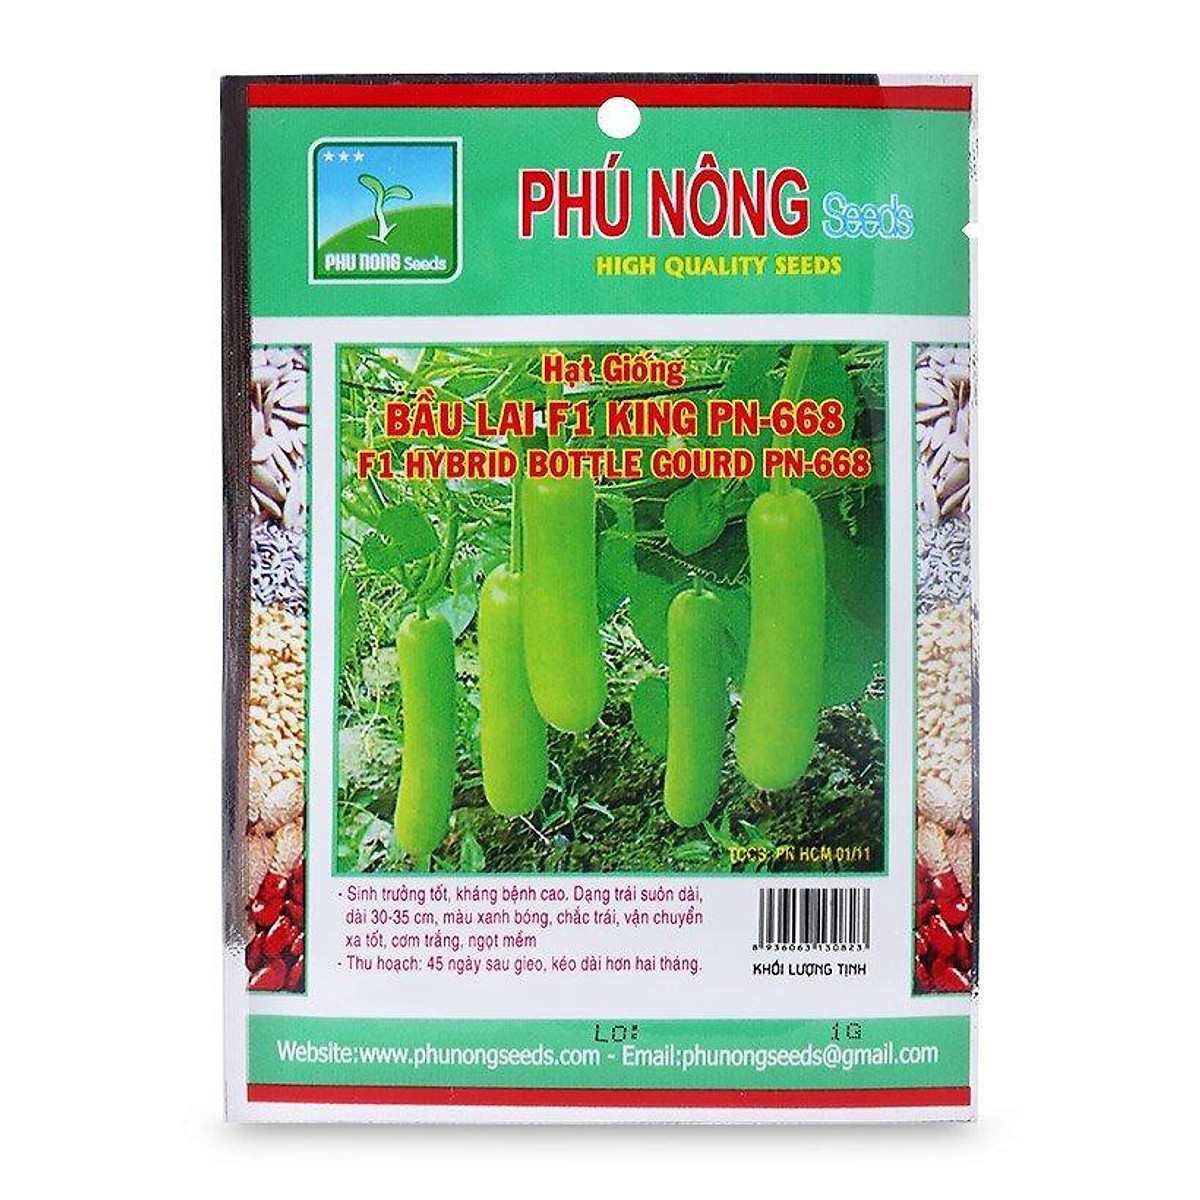 PHU NONG Seeds
PHÚ NÔNG Seeds
HIGH QUALITY SEEDS
Hạt Giống
BẦU LAI F1 KING PN-668
F1 HYBRID BOTTLE GOURD PN-668
TCCS: PN HCM 01/11
- Sinh trưởng tốt, kháng bệnh cao. Dạng trái suôn dài,
dài 30-35 cm, màu xanh bóng, chắc trái, vận chuyển
xa tốt, cơm trắng, ngọt mềm
- Thu hoạch: 45 ngày sau gieo, kéo dài hơn hai tháng.
8 936063 130823
KHỐI LƯỢNG TỊNH
LO: 1G
Website:www.phunongseeds.com - Email:phunongseeds@gmail.com